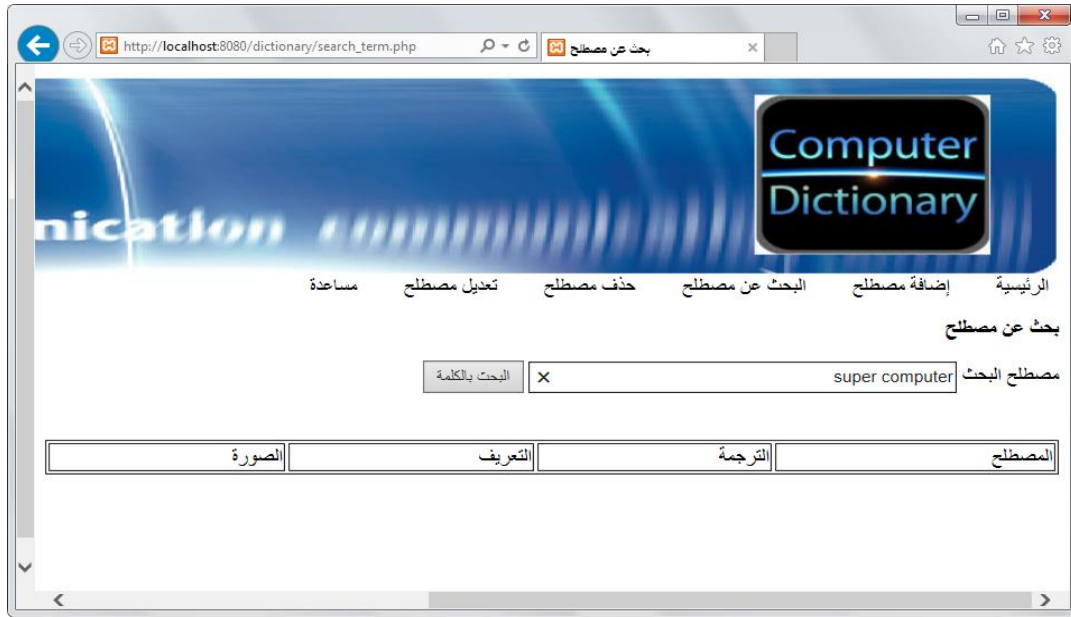 http://localhost:8080/dictionary/search_term.php
بحث عن مصطلح
Computer
Dictionary
nication
الرئيسية إضافة مصطلح البحث عن مصطلح حذف مصطلح تعديل مصطلح مساعدة
بحث عن مصطلح
مصطلح البحث super computer البحث بالكلمة
المصطلح الترجمة التعريف الصورة